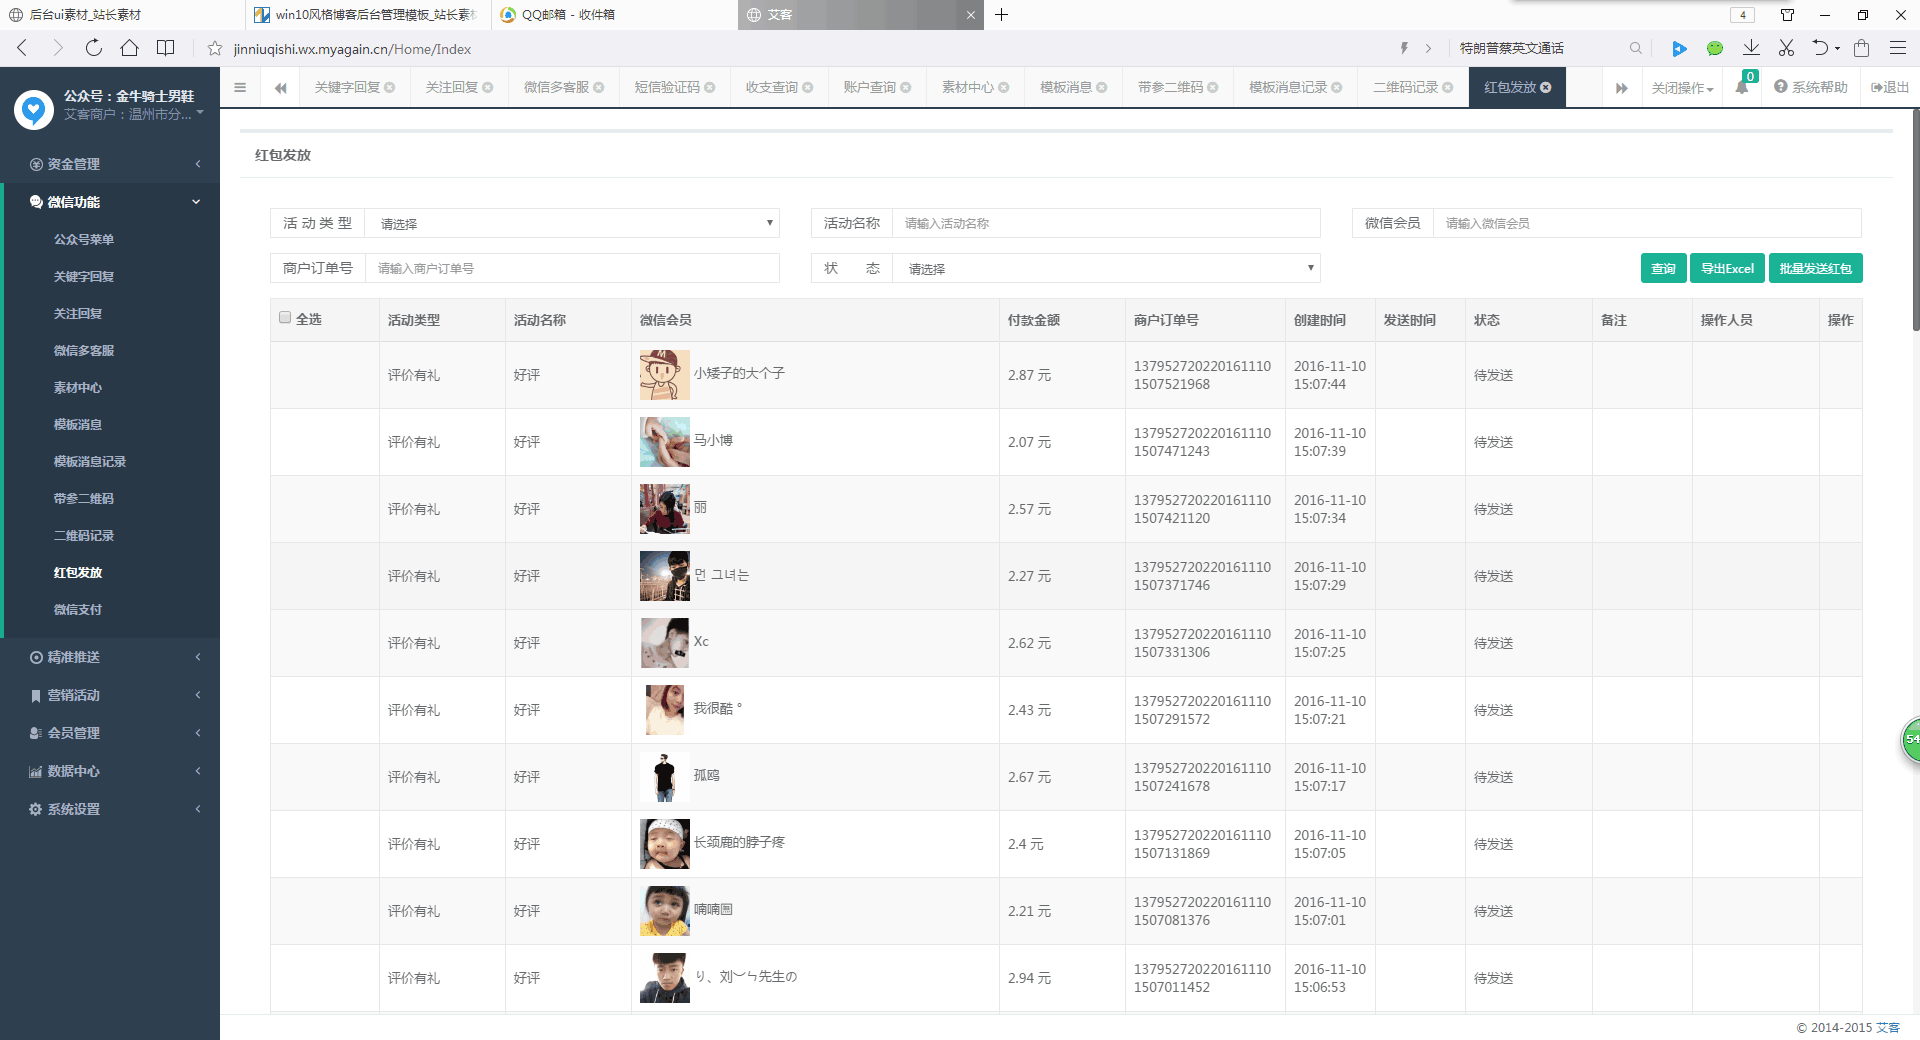 后台ui素材_站长素材
win10风格博客后台管理模板_站长素材
QQ邮箱 - 收件箱
艾客
4
jinniuqishi.wx.myagain.cn/Home/Index
特朗普蔡英文通话
公众号：金牛骑士男鞋
艾客商户：温州市分...
关键字回复
关注回复
微信多客服
短信验证码
收支查询
账户查询
素材中心
模板消息
带参二维码
模板消息记录
二维码记录
红包发放
关闭操作
0
系统帮助
退出
资金管理
微信功能
公众号菜单
关键字回复
关注回复
微信多客服
素材中心
模板消息
模板消息记录
带参二维码
二维码记录
红包发放
微信支付
精准推送
营销活动
会员管理
数据中心
系统设置
红包发放
活 动 类 型 请选择
活动名称 请输入活动名称
微信会员 请输入微信会员
商户订单号 请输入商户订单号
状 态 请选择
查询 导出Excel 批量发送红包
全选 活动类型 活动名称 微信会员 付款金额 商户订单号 创建时间 发送时间 状态 备注 操作人员 操作
评价有礼 好评 小矮子的大个子 2.87 元 137952720220161110 2016-11-10 待发送
1507521968 15:07:44
评价有礼 好评 马小博 2.07 元 137952720220161110 2016-11-10 待发送
1507471243 15:07:39
评价有礼 好评 丽 2.57 元 137952720220161110 2016-11-10 待发送
1507421120 15:07:34
评价有礼 好评 먼 그녀는 2.27 元 137952720220161110 2016-11-10 待发送
1507371746 15:07:29
评价有礼 好评 Xc 2.62 元 137952720220161110 2016-11-10 待发送
1507331306 15:07:25
评价有礼 好评 我很酷 ° 2.43 元 137952720220161110 2016-11-10 待发送
1507291572 15:07:21
评价有礼 好评 孤鸥 2.67 元 137952720220161110 2016-11-10 待发送
1507241678 15:07:17
评价有礼 好评 长颈鹿的脖子疼 2.4 元 137952720220161110 2016-11-10 待发送
1507131869 15:07:05
评价有礼 好评 喃喃 2.21 元 137952720220161110 2016-11-10 待发送
1507081376 15:07:01
评价有礼 好评 り、刘︶ㄣ先生の 2.94 元 137952720220161110 2016-11-10 待发送
1507011452 15:06:53
54
© 2014-2015 艾客